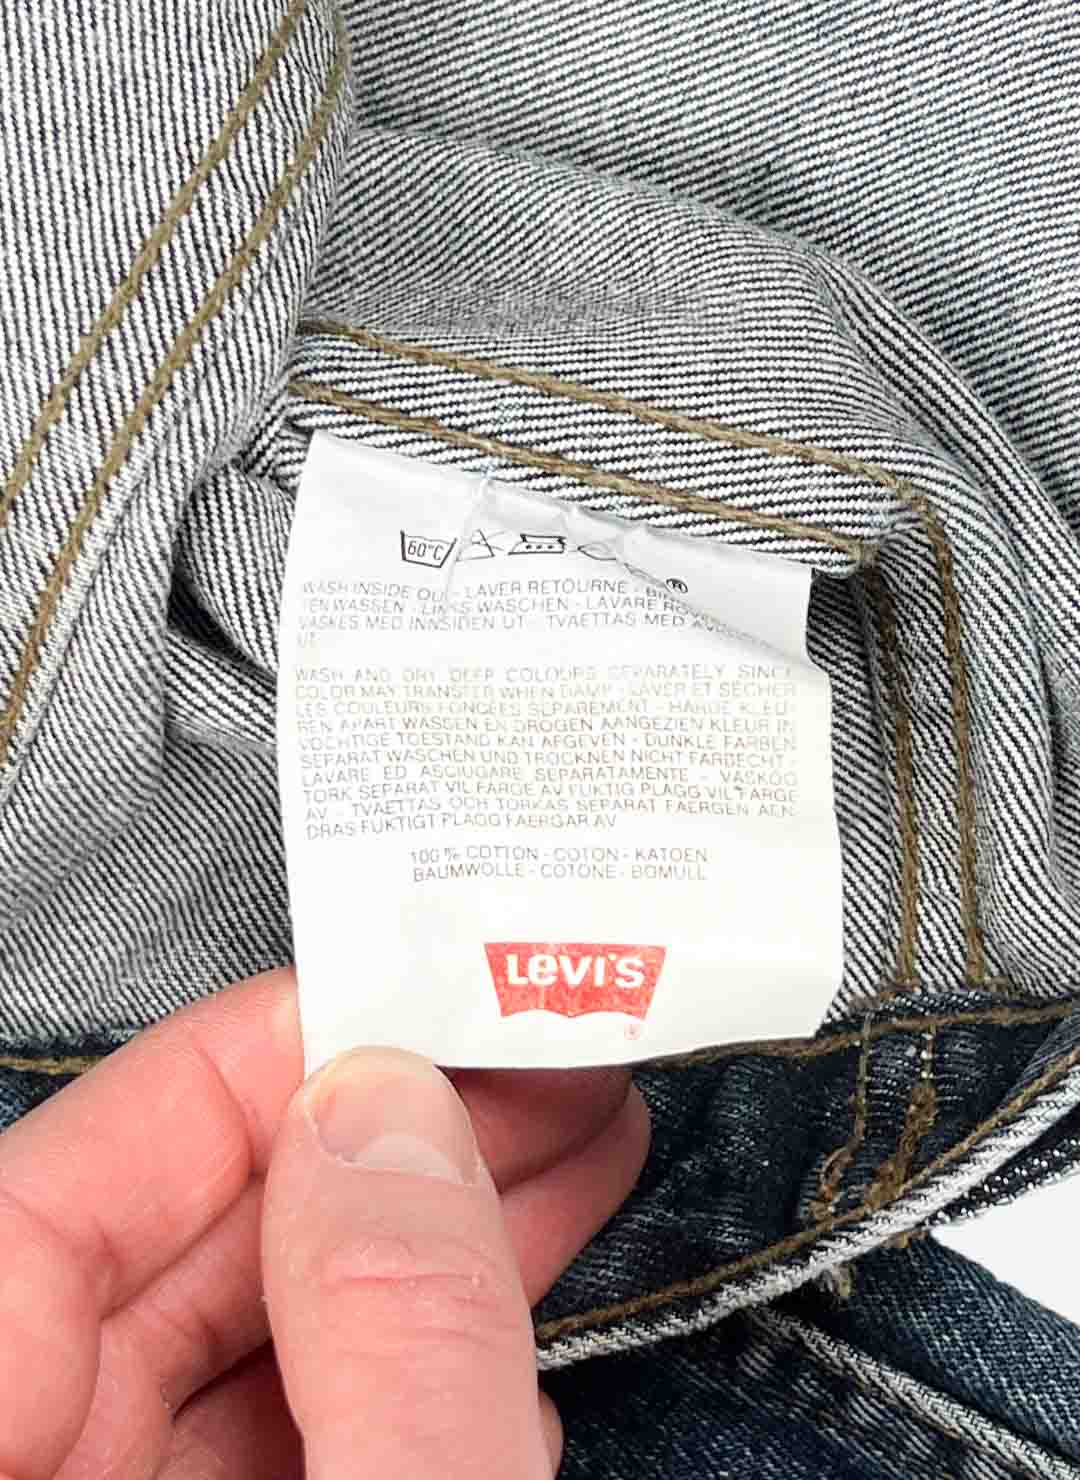 60°C
WASH INSIDE OUT - LAVER RETOURNE -
TEN WASSEN - LINKS WASCHEN - LAVARE
VASKES MED INNSIDEN UT - TVAETTAS MED
UT
WASH AND DRY DEEP COLOURS SEPARATELY SINCE
COLOR MAY TRANSFER WHEN DAMP - LAVER ET SECHER
LES COULEURS FONCEES SEPAREMENT - HARDE KLEU-
REN APART WASSEN EN DROGEN AANGEZIEN KLEUR IN
VOCHTIGE TOESTAND KAN AFGEVEN - DUNKLE FARBEN
SEPARAT WASCHEN UND TROCKNEN NICHT FARBECHT -
LAVARE ED ASCIUGARE SEPARATAMENTE - VASKOG
TORK SEPARAT VIL FARGE AV FUKTIG PLAGG VIL FARGE
AV - TVAETTAS OCH TORKAS SEPARAT FAERGEN AEN-
DRAS FUKTIGT PLAGG FAERGAR AV
100 % COTTON - COTON - KATOEN
BAUMWOLLE - COTONE - BOMULL
LEVI'S
®